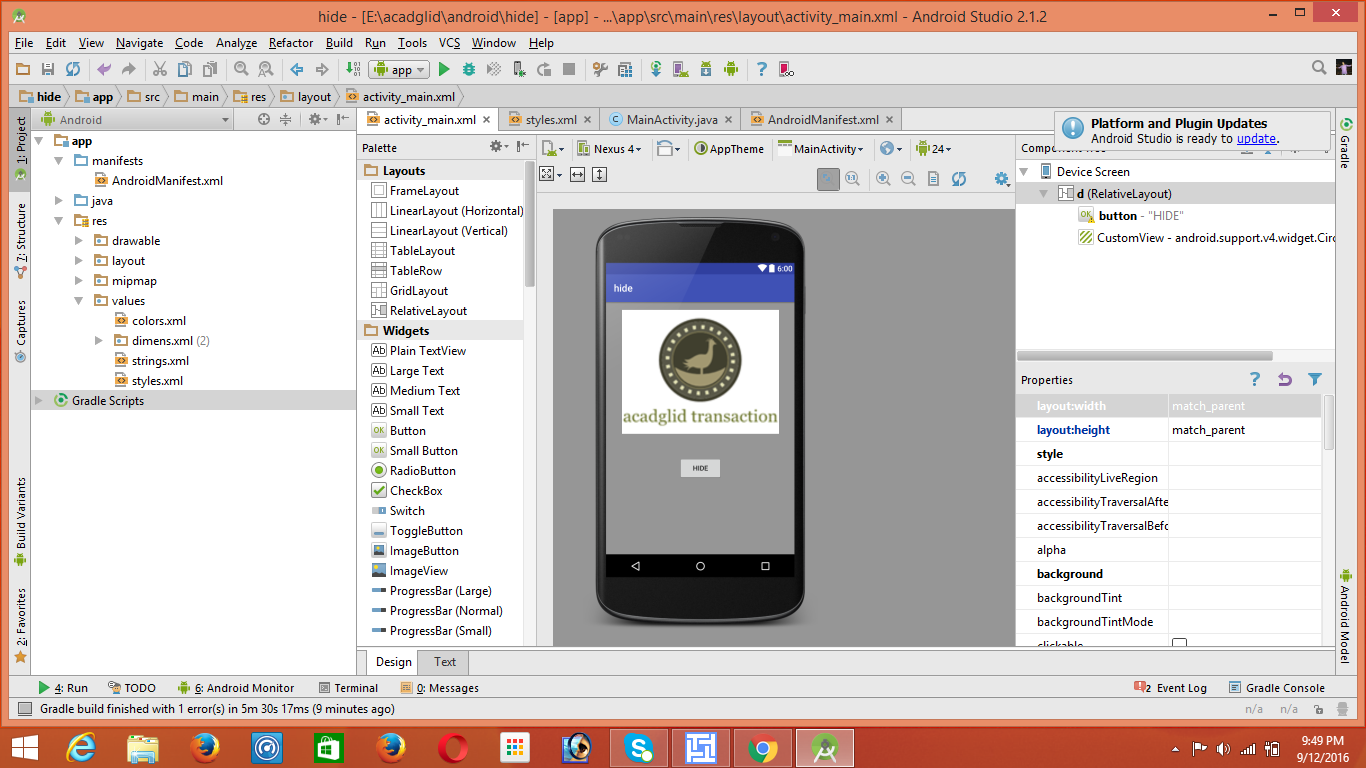 hide - [E:\acadglid\android\hide] - [app] - ...\app\src\main\res\layout\activity_main.xml - Android Studio 2.1.2
File Edit View Navigate Code Analyze Refactor Build Run Tools VCS Window Help
app
hide app src main res layout activity_main.xml
1: Project
7: Structure
Captures
Build Variants
2: Favorites
Android
app
manifests
AndroidManifest.xml
java
res
drawable
layout
mipmap
values
colors.xml
dimens.xml (2)
strings.xml
styles.xml
Gradle Scripts
activity_main.xml styles.xml MainActivity.java AndroidManifest.xml
Palette
Layouts
FrameLayout
LinearLayout (Horizontal)
LinearLayout (Vertical)
TableLayout
TableRow
GridLayout
RelativeLayout
Widgets
Plain TextView
Large Text
Medium Text
Small Text
Button
Small Button
RadioButton
CheckBox
Switch
ToggleButton
ImageButton
ImageView
ProgressBar (Large)
ProgressBar (Normal)
ProgressBar (Small)
Nexus 4 AppTheme MainActivity 24
6:00
hide
acadglid transaction
HIDE
Design Text
Platform and Plugin Updates
Android Studio is ready to update.
Device Screen
d (RelativeLayout)
button - "HIDE"
CustomView - android.support.v4.widget.Circ
Properties
layout:width match_parent
layout:height match_parent
style
accessibilityLiveRegion
accessibilityTraversalAfte
accessibilityTraversalBefo
alpha
background
backgroundTint
backgroundTintMode
clickable
Gradle
Android Model
4: Run TODO 6: Android Monitor Terminal 0: Messages 2 Event Log Gradle Console
Gradle build finished with 1 error(s) in 5m 30s 17ms (9 minutes ago) n/a n/a
9:49 PM
9/12/2016